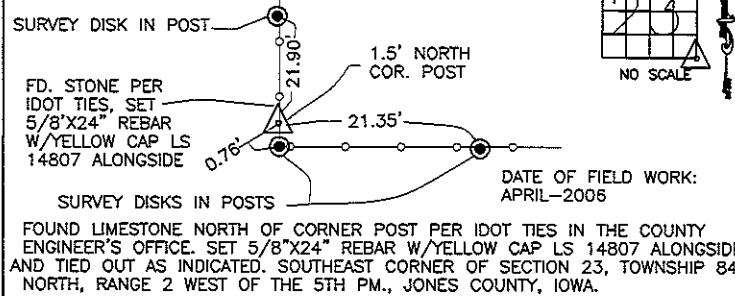 SURVEY DISK IN POST
21.90'
1.5' NORTH
COR. POST
NO SCALE
FD. STONE PER
IDOT TIES, SET
5/8'X24" REBAR
W/YELLOW CAP LS
14807 ALONGSIDE
21.35'
0.76'
SURVEY DISKS IN POSTS
DATE OF FIELD WORK:
APRIL-2006
FOUND LIMESTONE NORTH OF CORNER POST PER IDOT TIES IN THE COUNTY
ENGINEER'S OFFICE. SET 5/8"X24" REBAR W/YELLOW CAP LS 14807 ALONGSIDE
AND TIED OUT AS INDICATED. SOUTHEAST CORNER OF SECTION 23, TOWNSHIP 84
NORTH, RANGE 2 WEST OF THE 5TH PM., JONES COUNTY, IOWA.